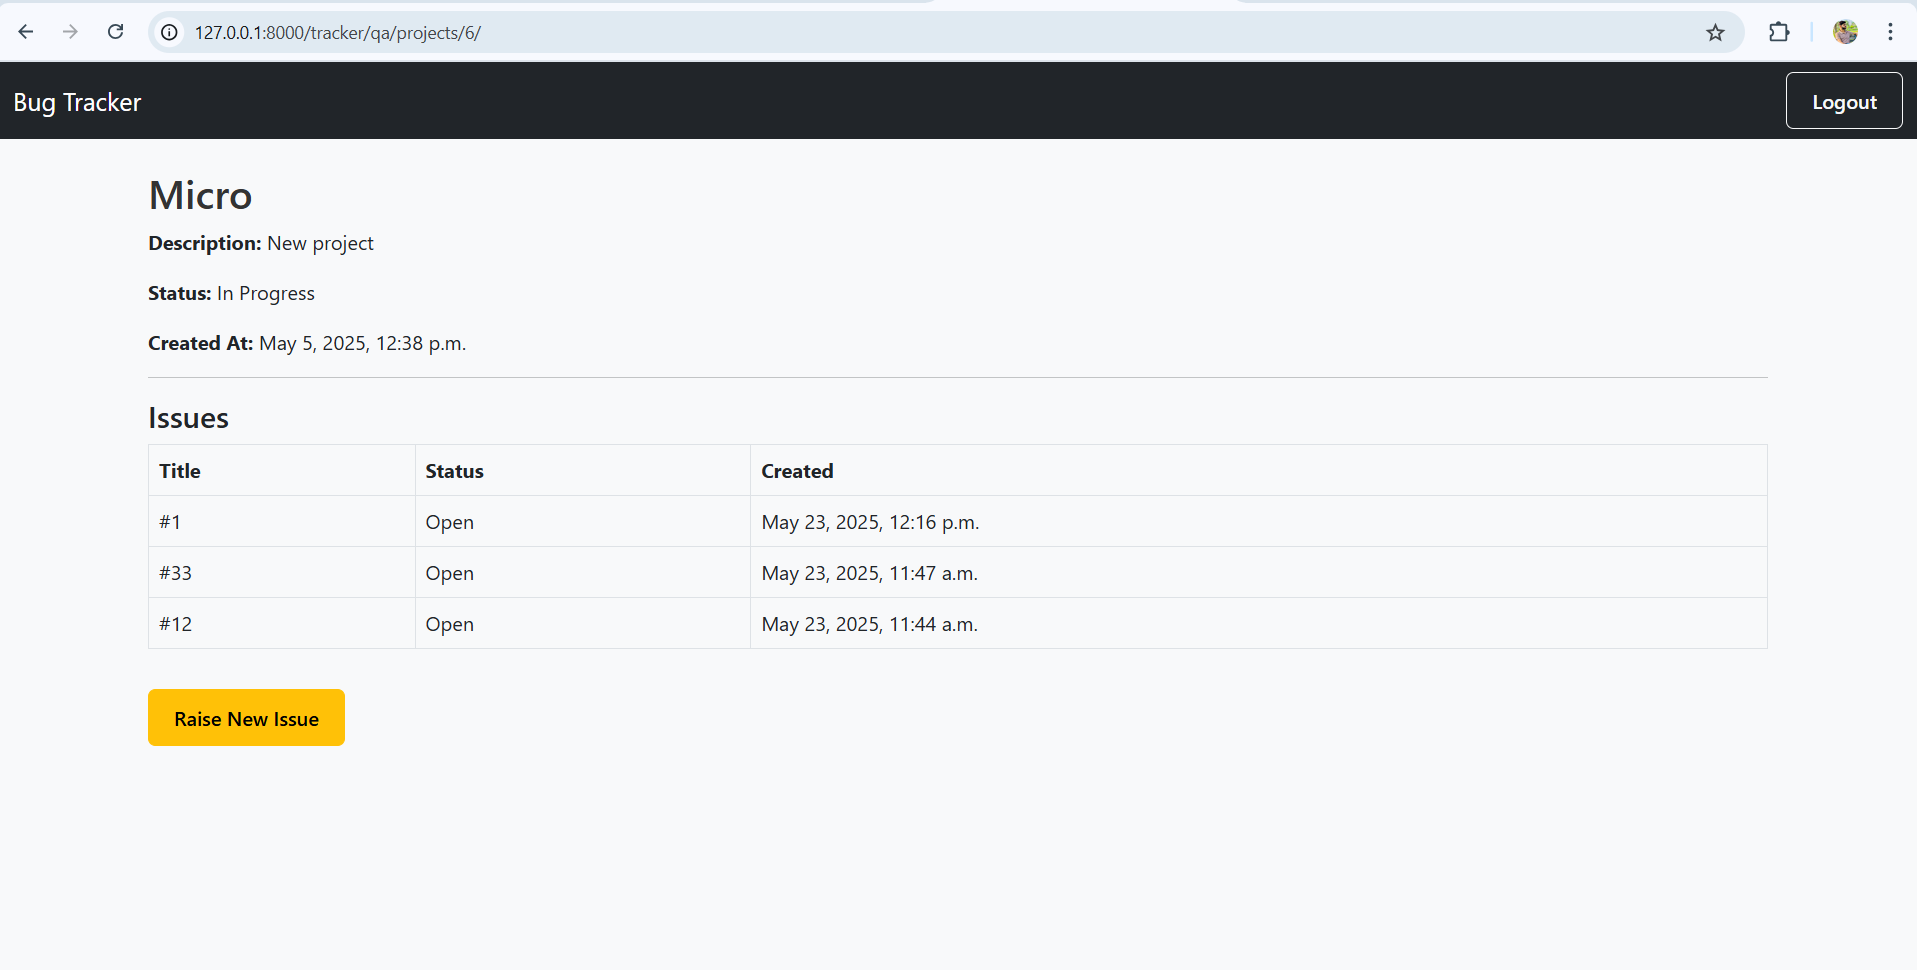 127.0.0.1:8000/tracker/qa/projects/6/
Bug Tracker
Logout
Micro
Description: New project
Status: In Progress
Created At: May 5, 2025, 12:38 p.m.
Issues
Title Status Created
#1 Open May 23, 2025, 12:16 p.m.
#33 Open May 23, 2025, 11:47 a.m.
#12 Open May 23, 2025, 11:44 a.m.
Raise New Issue